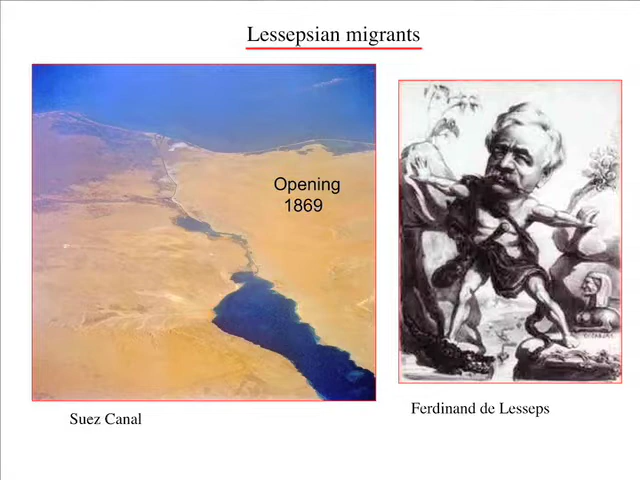 Lessepsian migrants
Opening
1869
Suez Canal
Ferdinand de Lesseps